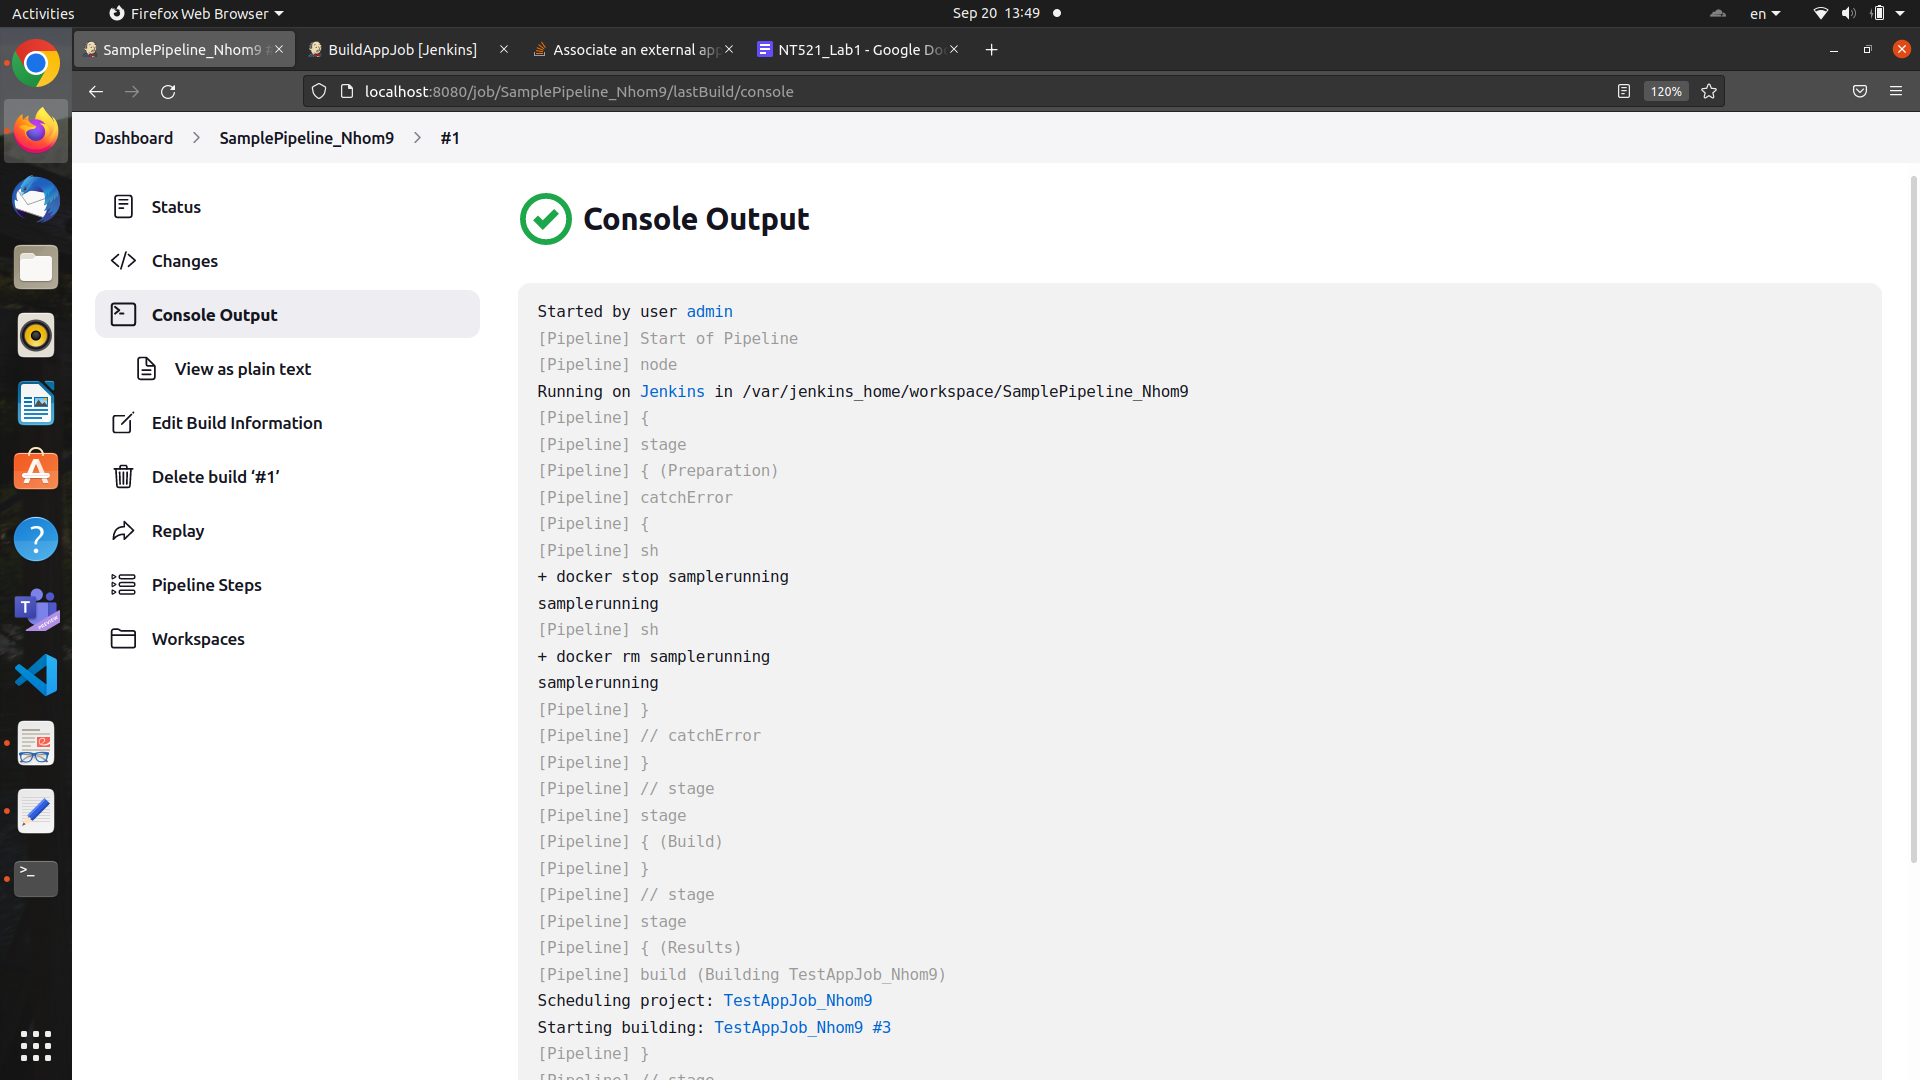 Activities
Firefox Web Browser
Sep 20 13:49
en
SamplePipeline_Nhom9 #
BuildAppJob [Jenkins]
Associate an external app
NT521_Lab1 - Google Do
localhost:8080/job/SamplePipeline_Nhom9/lastBuild/console
120%
Dashboard
SamplePipeline_Nhom9
#1
Status
Changes
Console Output
View as plain text
Edit Build Information
Delete build ‘#1’
Replay
Pipeline Steps
Workspaces
Console Output
Started by user admin
[Pipeline] Start of Pipeline
[Pipeline] node
Running on Jenkins in /var/jenkins_home/workspace/SamplePipeline_Nhom9
[Pipeline] {
[Pipeline] stage
[Pipeline] { (Preparation)
[Pipeline] catchError
[Pipeline] {
[Pipeline] sh
+ docker stop samplerunning
samplerunning
[Pipeline] sh
+ docker rm samplerunning
samplerunning
[Pipeline] }
[Pipeline] // catchError
[Pipeline] }
[Pipeline] // stage
[Pipeline] stage
[Pipeline] { (Build)
[Pipeline] }
[Pipeline] // stage
[Pipeline] stage
[Pipeline] { (Results)
[Pipeline] build (Building TestAppJob_Nhom9)
Scheduling project: TestAppJob_Nhom9
Starting building: TestAppJob_Nhom9 #3
[Pipeline] }
[Pipeline] // stage